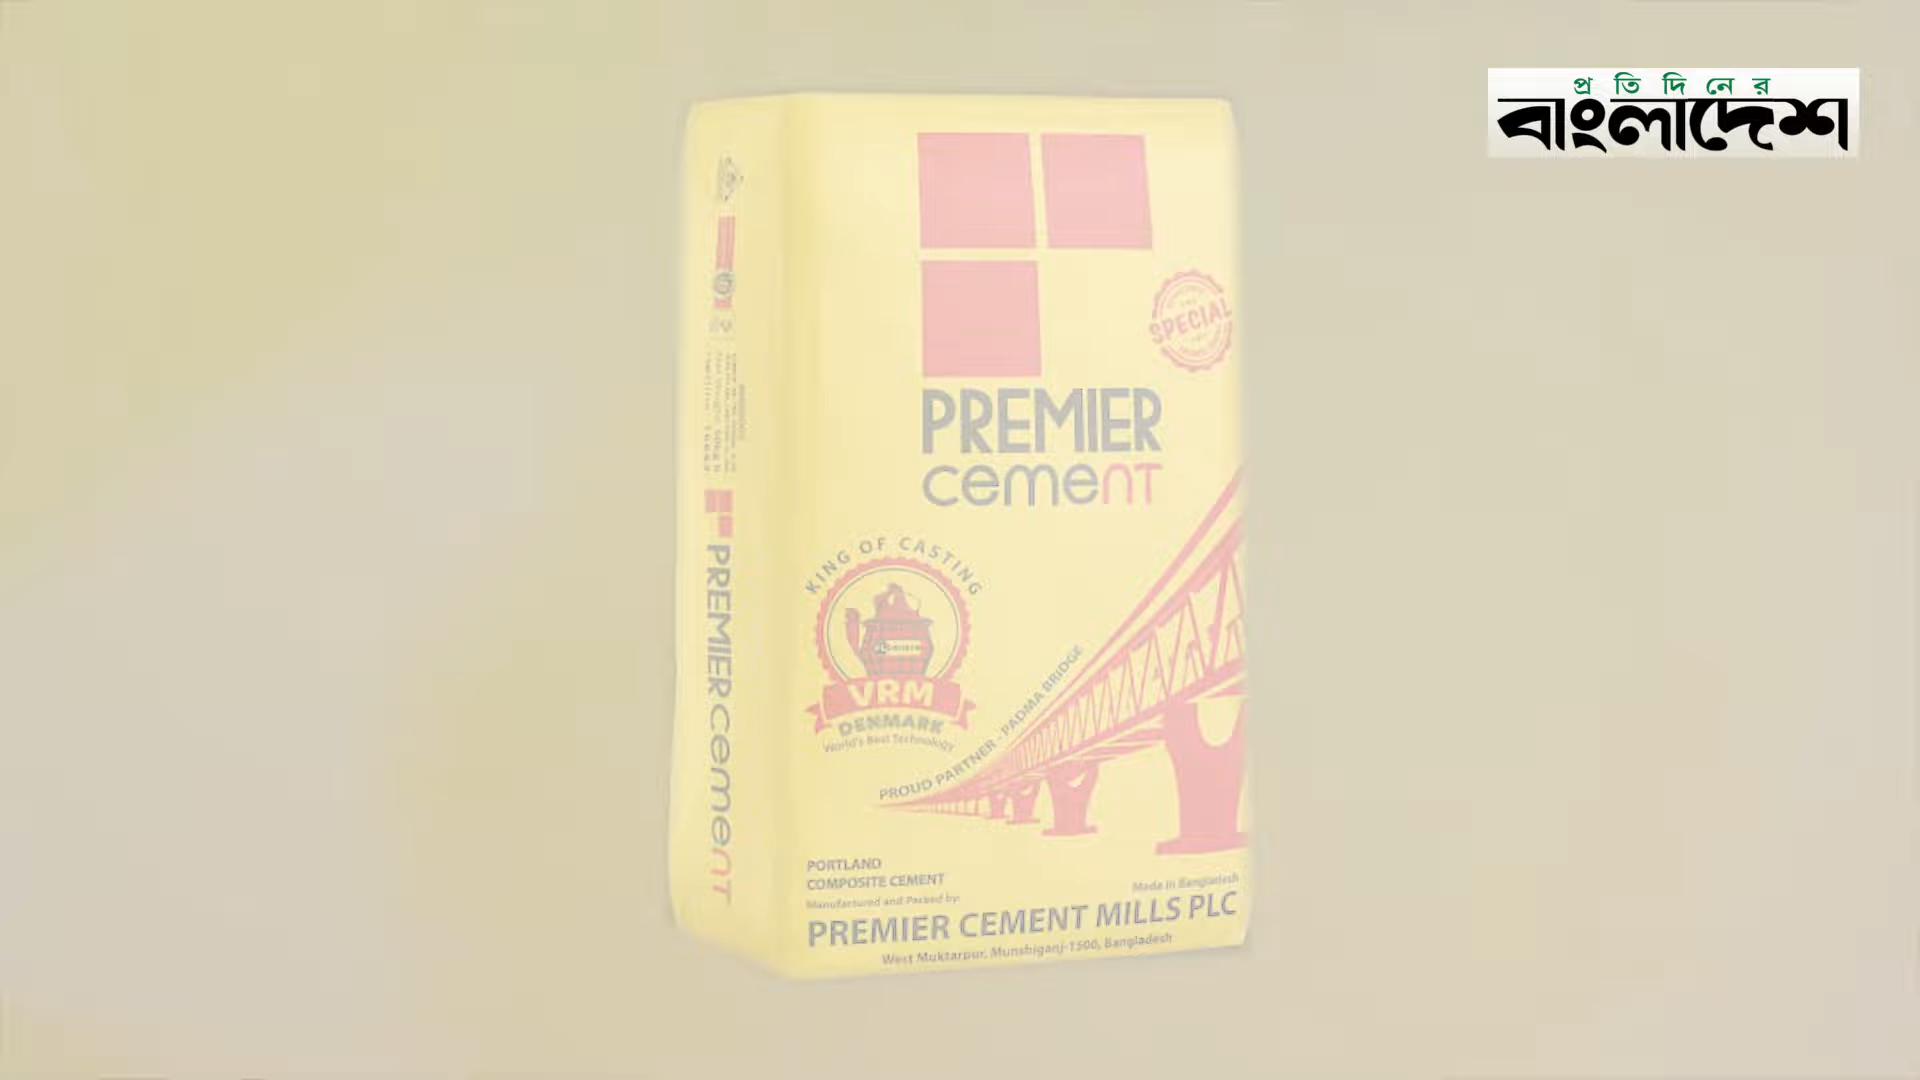 প্রতিদিনের
বাংলাদেশ
SPECIAL
PREMIER
cement
KING OF CASTING
VRM
DENMARK
World's Best Technology
PROUD PARTNER - PADMA BRIDGE
PORTLAND
COMPOSITE CEMENT
Manufactured and Packed by:
Made in Bangladesh
PREMIER CEMENT MILLS PLC
West Muktarpur, Munshiganj-1500, Bangladesh
PREMIER cement